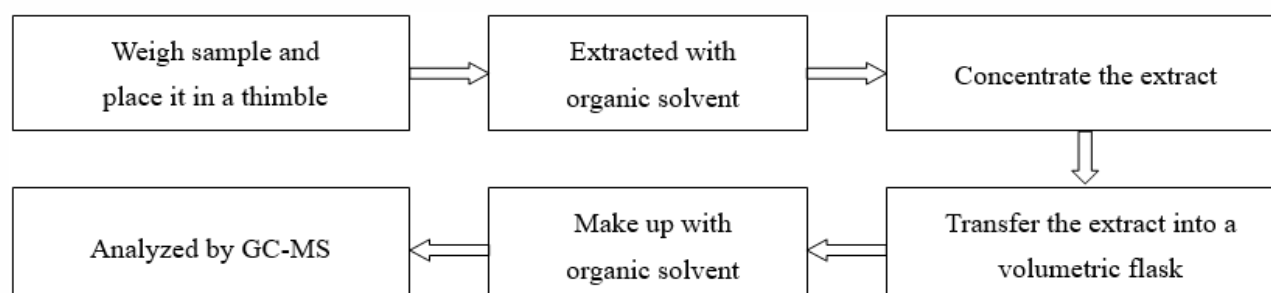 Weigh sample and
place it in a thimble
Extracted with
organic solvent
Concentrate the extract
Transfer the extract into a
volumetric flask
Make up with
organic solvent
Analyzed by GC-MS